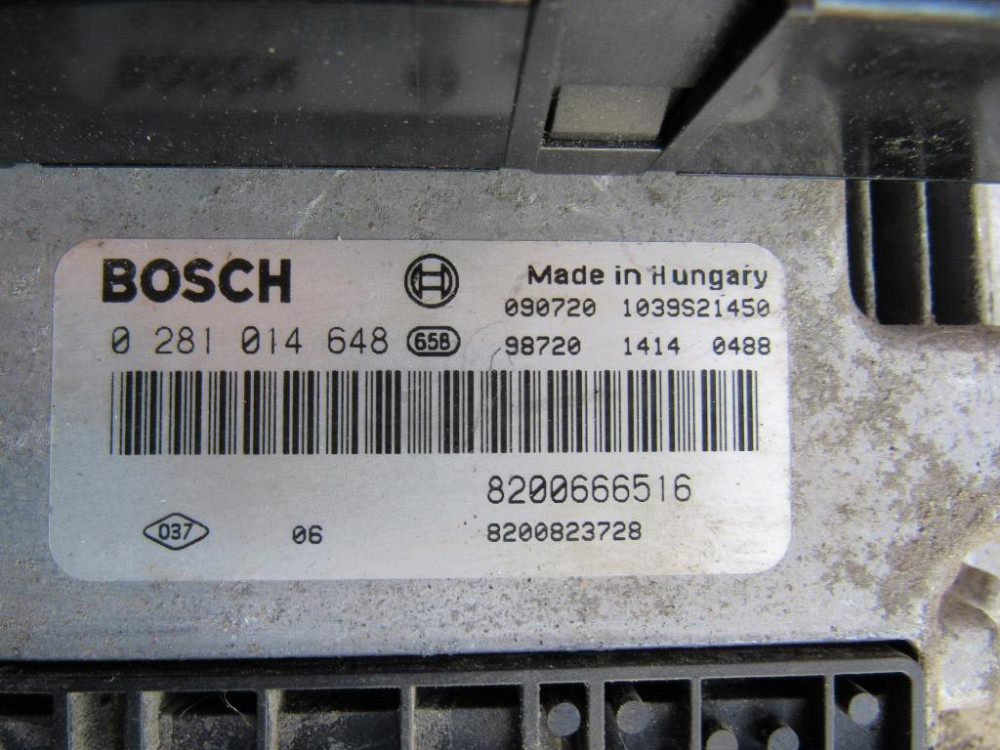 BOSCH
Made in Hungary
090720 1039S21450
0 281 014 648 658
98720 1414 0488
8200666516
037 06
8200823728